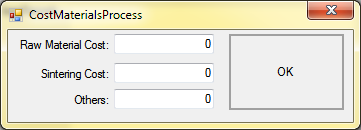 CostMaterialsProcess
Raw Material Cost: 0
OK
Sintering Cost: 0
Others: 0